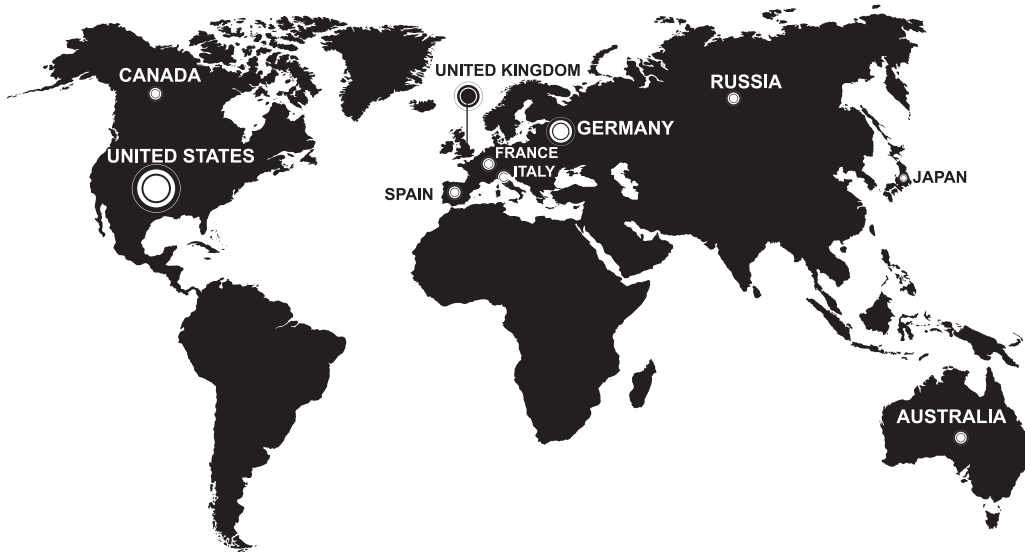 CANADA
UNITED KINGDOM
RUSSIA
GERMANY
UNITED STATES
FRANCE
ITALY
SPAIN
JAPAN
AUSTRALIA